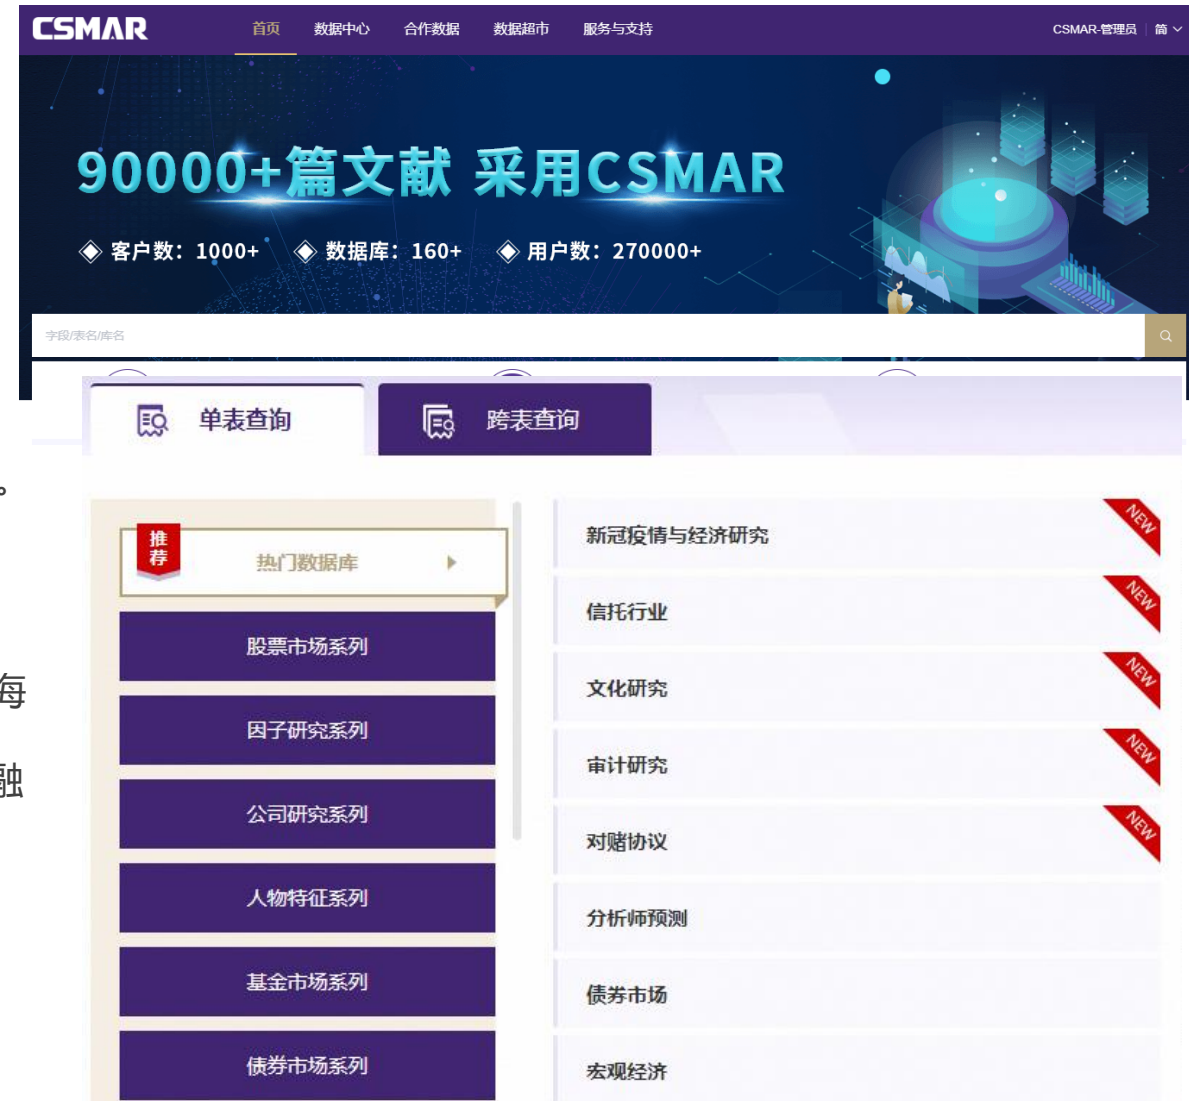 CSMAR 首页 数据中心 合作数据 数据超市 服务与支持 CSMAR-管理员 简
90000+篇文献 采用CSMAR
客户数：1000+ 数据库：160+ 用户数：270000+
字段/表名/库名
单表查询 跨表查询
。
每
融
推荐
热门数据库
股票市场系列
因子研究系列
公司研究系列
人物特征系列
基金市场系列
债券市场系列
新冠疫情与经济研究 NEW
信托行业 NEW
文化研究 NEW
审计研究 NEW
对赌协议 NEW
分析师预测
债券市场
宏观经济